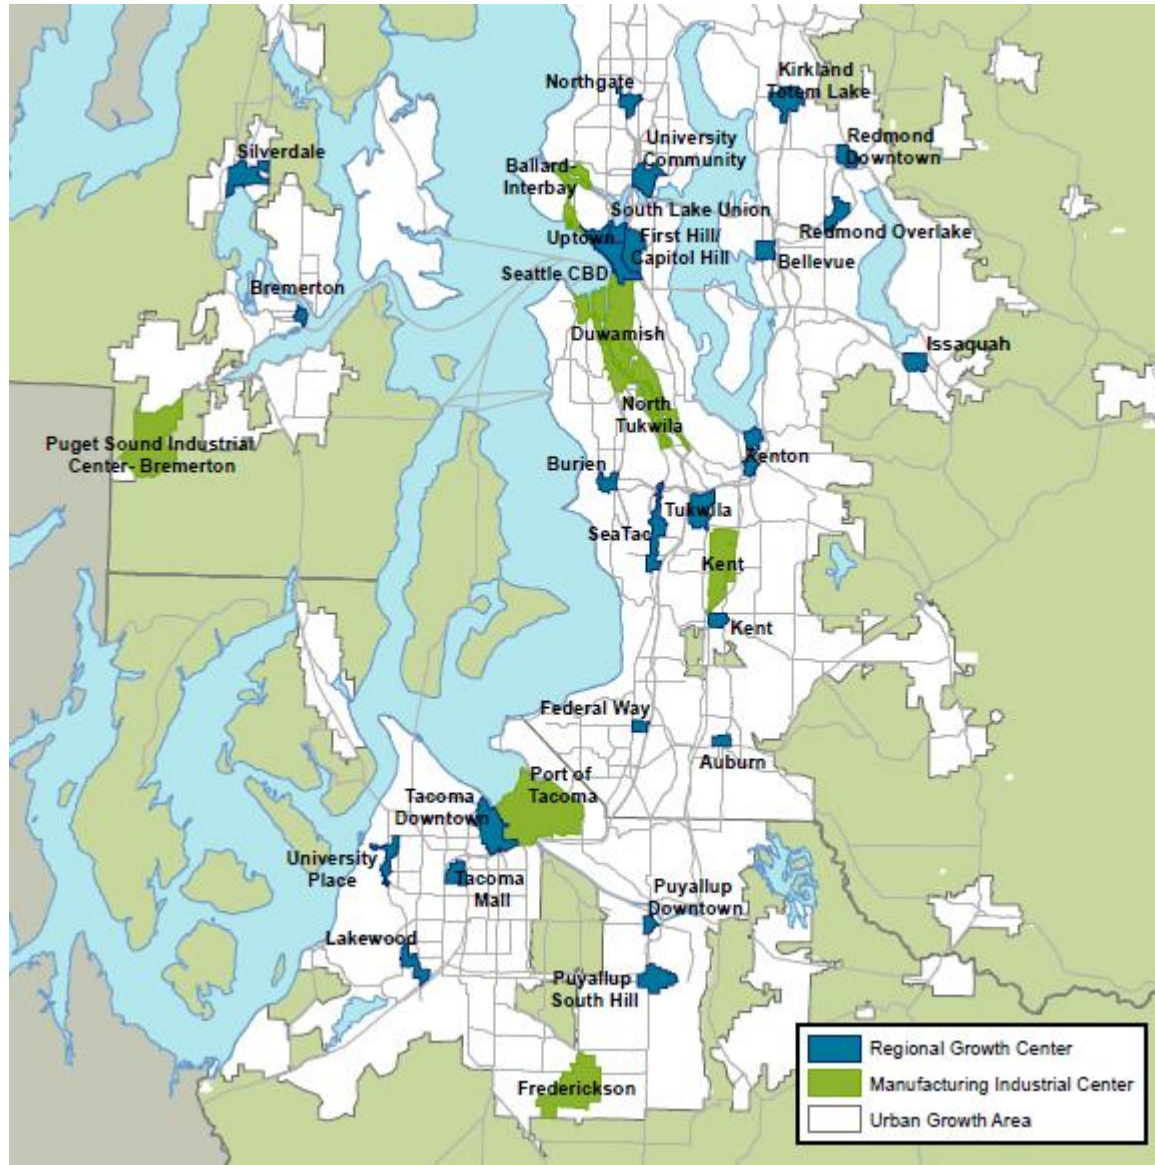 Northgate
Kirkland
Totem Lake
University
Community
Redmond
Downtown
Silverdale
Ballard-
Interbay
South Lake Union
Uptown
First Hill/
Capitol Hill
Redmond Overlake
Bellevue
Seattle CBD
Bremerton
Duwamish
Issaquah
North
Tukwila
Puget Sound Industrial
Center- Bremerton
Burien
Renton
Tukwila
SeaTac
Kent
Kent
Federal Way
Auburn
Port of
Tacoma
Tacoma
Downtown
University
Place
Tacoma
Mall
Puyallup
Downtown
Lakewood
Puyallup
South Hill
Frederickson
Regional Growth Center
Manufacturing Industrial Center
Urban Growth Area